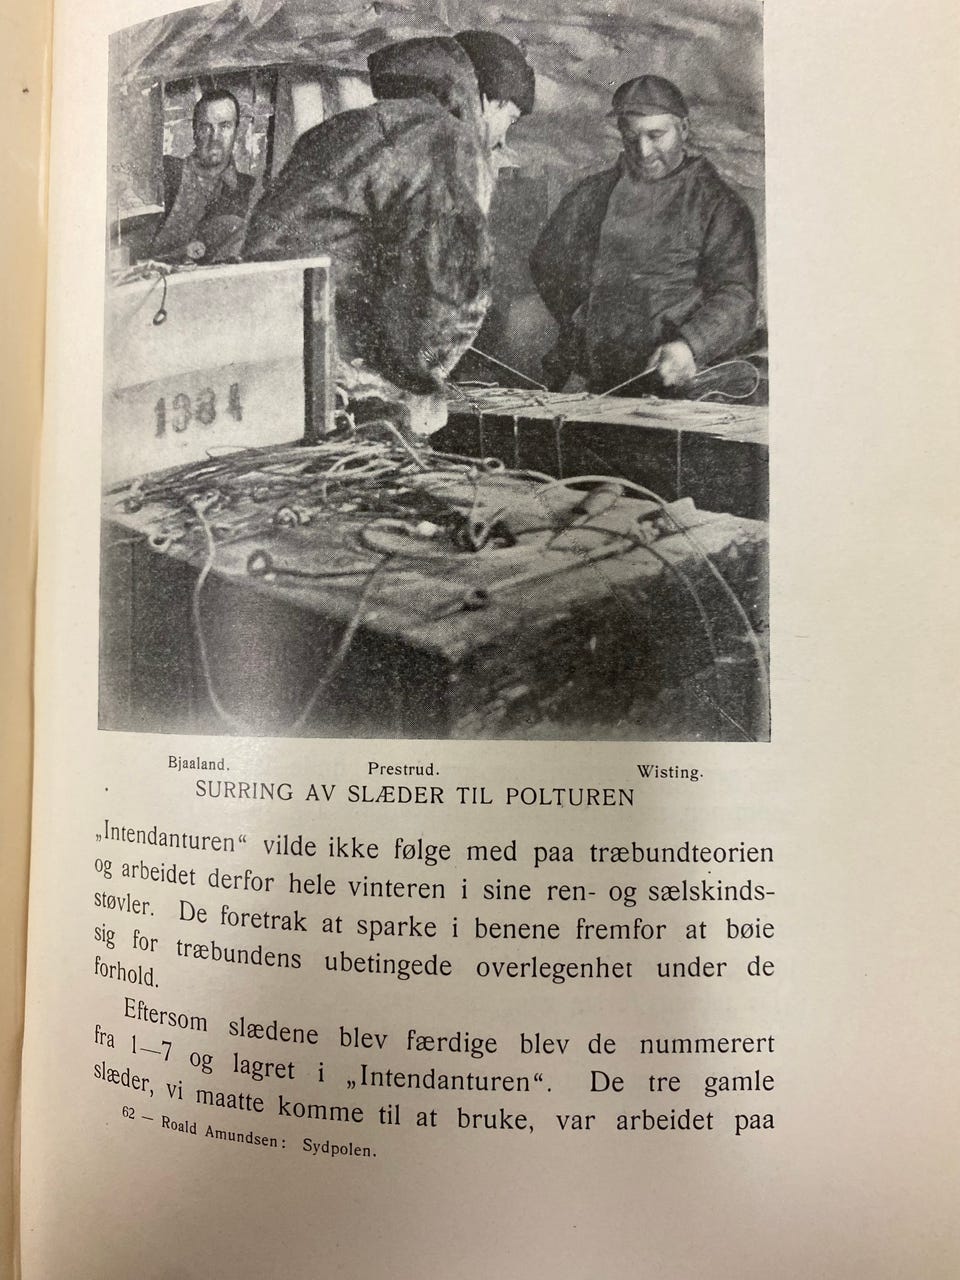 1381
Bjaaland. Prestrud. Wisting.
SURRING AV SLÆDER TIL POLTUREN
„Intendanturen“ vilde ikke følge med paa træbundteorien
og arbeidet derfor hele vinteren i sine ren- og sælskinds-
støvler. De foretrak at sparke i benene fremfor at bøie
sig for træbundens ubetingede overlegenhet under de
forhold.
Eftersom slædene blev færdige blev de nummerert
fra 1—7 og lagret i „Intendanturen“. De tre gamle
slæder, vi maatte komme til at bruke, var arbeidet paa
62 — Roald Amundsen: Sydpolen.